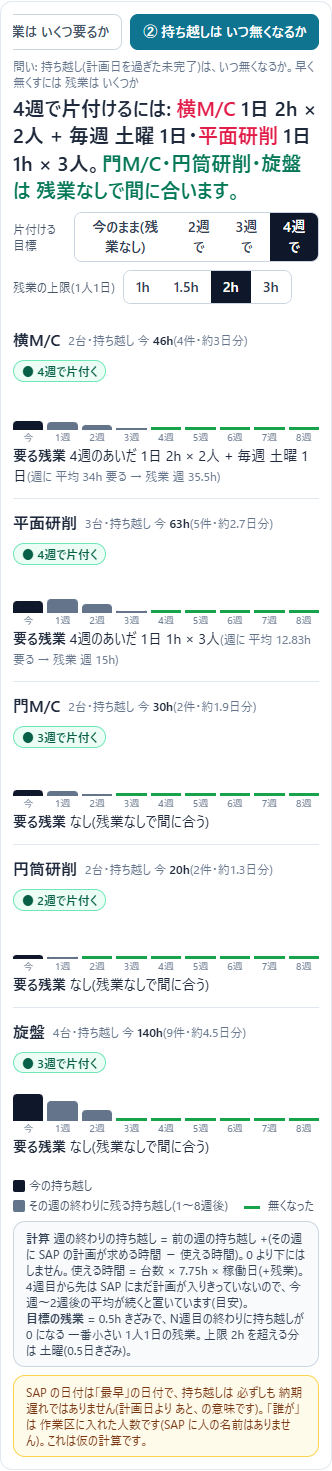 業は いつ要るか
② 持ち越しは いつ無くなるか
問い: 持ち越し(計画日を過ぎた未完了)は、いつ無くなるか。早く
無くすには 残業は いくつか
4週で片付けるには: 横M/C 1日 2h ×
2人 + 毎週 土曜 1日・平面研削 1日
1h × 3人。門M/C・円筒研削・旋盤
は 残業なしで間に合います。
片付ける
目標
今のまま(残
業なし)
2週
で
3週
で
4週
で
残業の上限(1人1日)
1h
1.5h
2h
3h
横M/C 2台・持ち越し 今 46h(4件・約3日分)
● 4週で片付く
今 1週 2週 3週 4週 5週 6週 7週 8週
要る残業 4週のあいだ 1日 2h × 2人 + 毎週 土曜 1
日(週に 平均 34h 要る → 残業 週 35.5h)
平面研削 3台・持ち越し 今 63h(5件・約2.7日分)
● 4週で片付く
今 1週 2週 3週 4週 5週 6週 7週 8週
要る残業 4週のあいだ 1日 1h × 3人(週に 平均 12.83h
要る → 残業 週 15h)
門M/C 2台・持ち越し 今 30h(2件・約1.9日分)
● 3週で片付く
今 1週 2週 3週 4週 5週 6週 7週 8週
要る残業 なし(残業なしで間に合う)
円筒研削 2台・持ち越し 今 20h(2件・約1.3日分)
● 2週で片付く
今 1週 2週 3週 4週 5週 6週 7週 8週
要る残業 なし(残業なしで間に合う)
旋盤 4台・持ち越し 今 140h(9件・約4.5日分)
● 3週で片付く
今 1週 2週 3週 4週 5週 6週 7週 8週
要る残業 なし(残業なしで間に合う)
今の持ち越し
その週の終わりに残る持ち越し(1〜8週後)
無くなった
計算 週の終わりの持ち越し = 前の週の持ち越し +(その週
に SAP の計画が求める時間 − 使える時間)。0 より下には
しません。使える時間 = 台数 × 7.75h × 稼働日(+残業)。
4週目から先は SAP にまだ計画が入りきっていないので、今
週〜2週後の平均が続くと置いています(目安)。
目標の残業 = 0.5h きざみで、N週目の終わりに持ち越しが
0 になる 一番小さい 1人1日の残業。上限 2h を超える分
は 土曜(0.5日きざみ)。
SAP の日付は「最早」の日付で、持ち越しは 必ずしも 納期
遅れではありません(計画日より あと、の意味です)。「誰が」
は 作業区に入れた人数です(SAP に人の名前はありませ
ん)。これは仮の計算です。